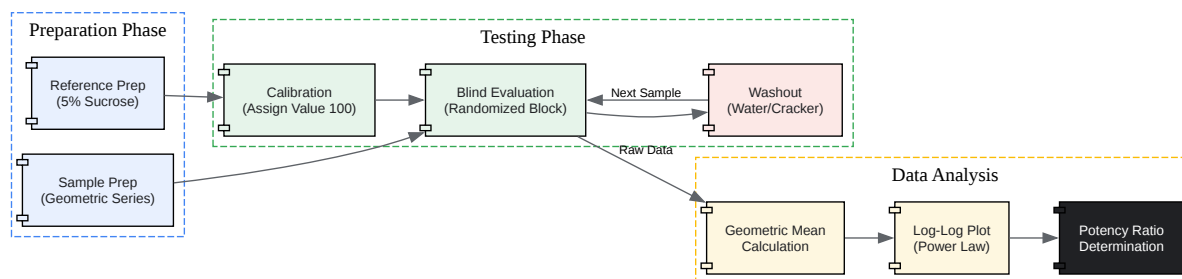 Preparation Phase
Reference Prep
(5% Sucrose)
Sample Prep
(Geometric Series)
Testing Phase
Calibration
(Assign Value 100)
Blind Evaluation
(Randomized Block)
Next Sample
Washout
(Water/Cracker)
Raw Data
Data Analysis
Geometric Mean
Calculation
Log-Log Plot
(Power Law)
Potency Ratio
Determination